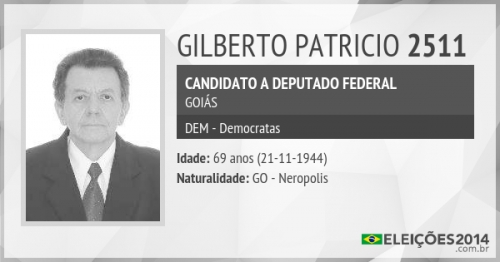 GILBERTO PATRICIO 2511
CANDIDATO A DEPUTADO FEDERAL
GOIÁS
DEM - Democratas
Idade: 69 anos (21-11-1944)
Naturalidade: GO - Neropolis
ELEIÇÕES2014
.com.br